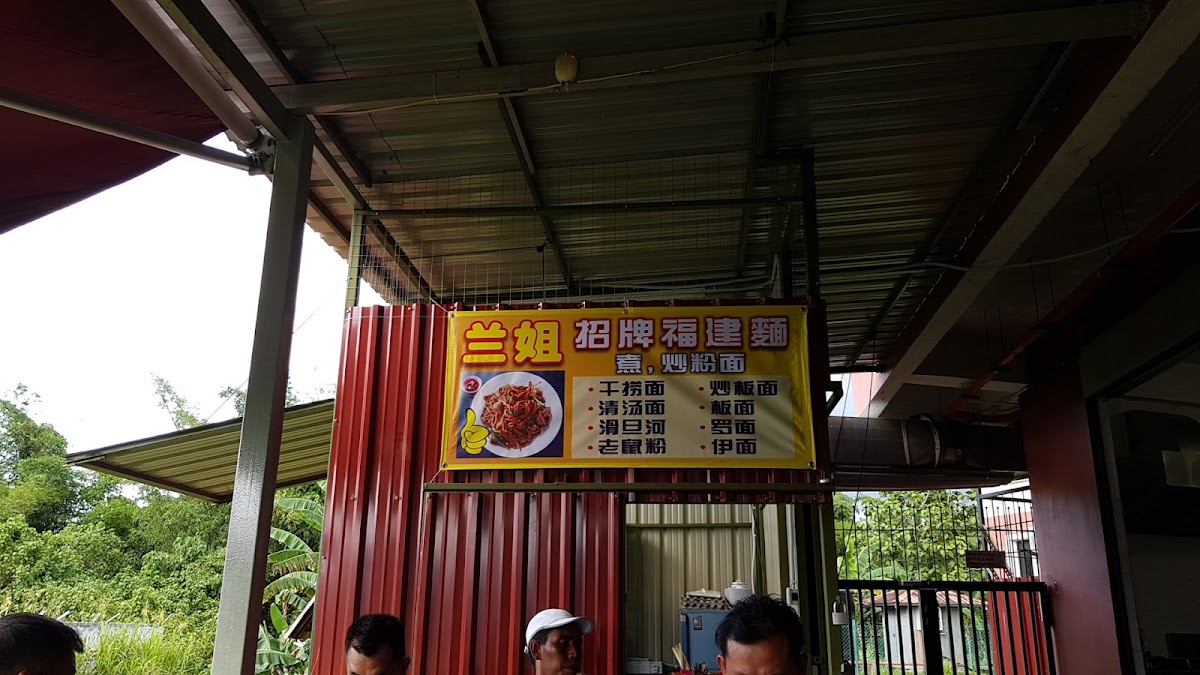 兰姐 招牌福建麵
煮,炒粉面
·干捞面 ·炒板面
·清汤面 ·板面
·滑旦河 ·罗面
·老鼠粉 ·伊面